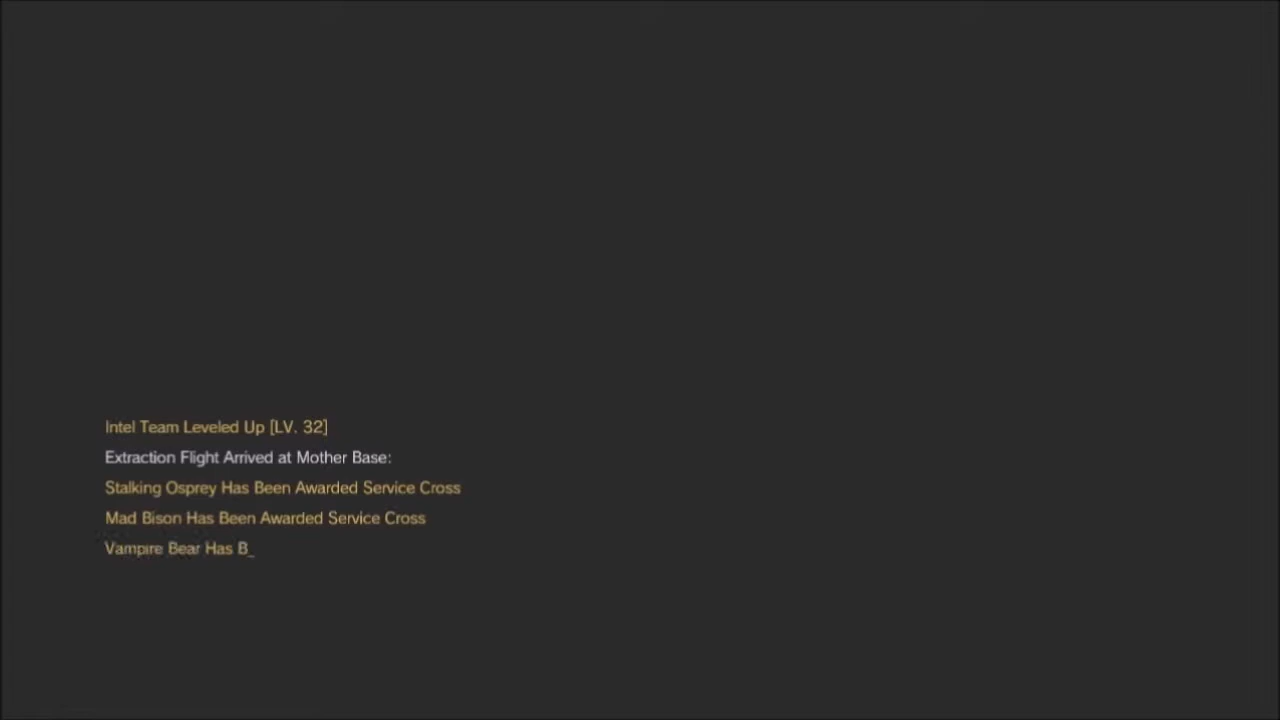 Intel Team Leveled Up [LV. 32]
Extraction Flight Arrived at Mother Base:
Stalking Osprey Has Been Awarded Service Cross
Mad Bison Has Been Awarded Service Cross
Vampire Bear Has B_